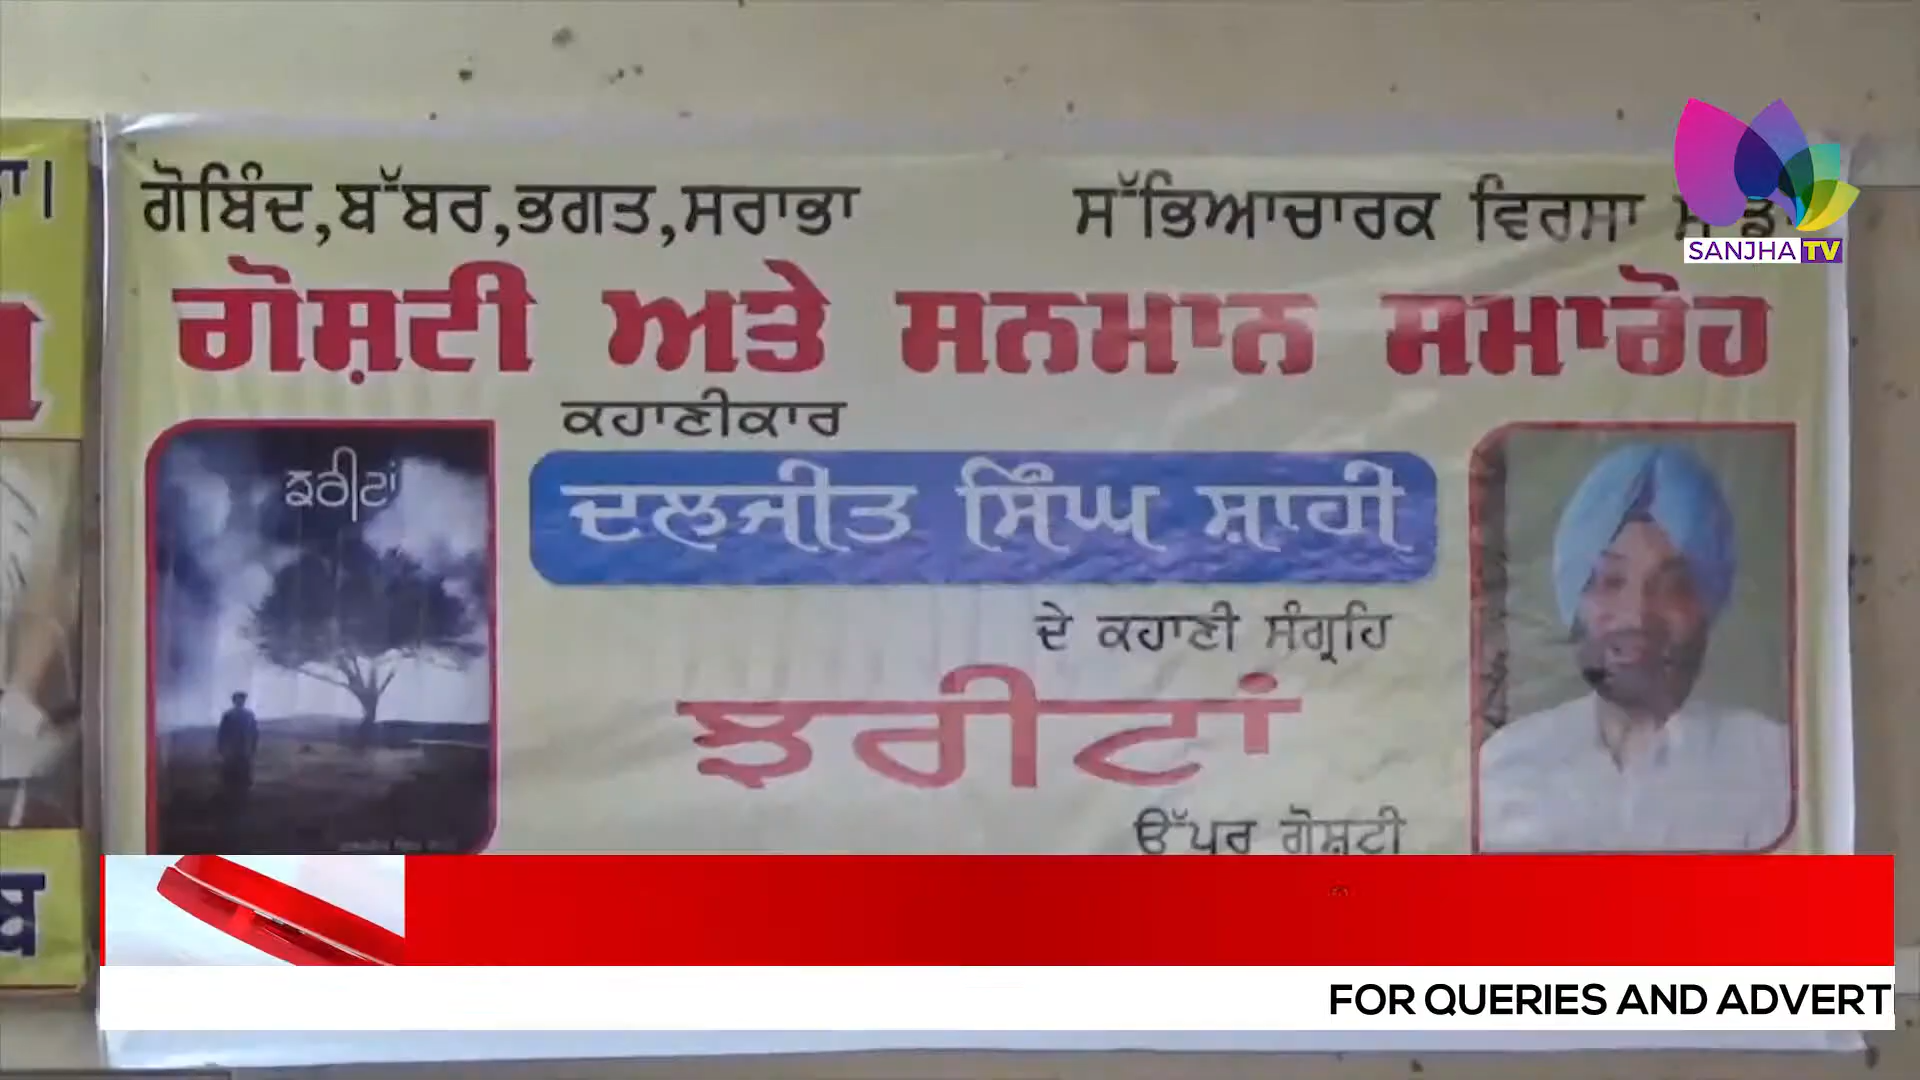 ਗੋਬਿੰਦ,ਬੱਬਰ,ਭਗਤ,ਸਰਾਭਾ
ਸੱਭਿਆਚਾਰਕ ਵਿਰਸਾ
SANJHA TV
ਗੋਸ਼ਟੀ ਅਤੇ ਸਨਮਾਨ ਸਮਾਰੋਹ
ਕਹਾਣੀਕਾਰ
ਝਰੀਟਾਂ
ਦਲਜੀਤ ਸਿੰਘ ਸ਼ਾਹੀ
ਦੇ ਕਹਾਣੀ ਸੰਗ੍ਰਹਿ
ਝਰੀਟਾਂ
ਉੱਪਰ ਗੋਸ਼ਟੀ
FOR QUERIES AND ADVERT